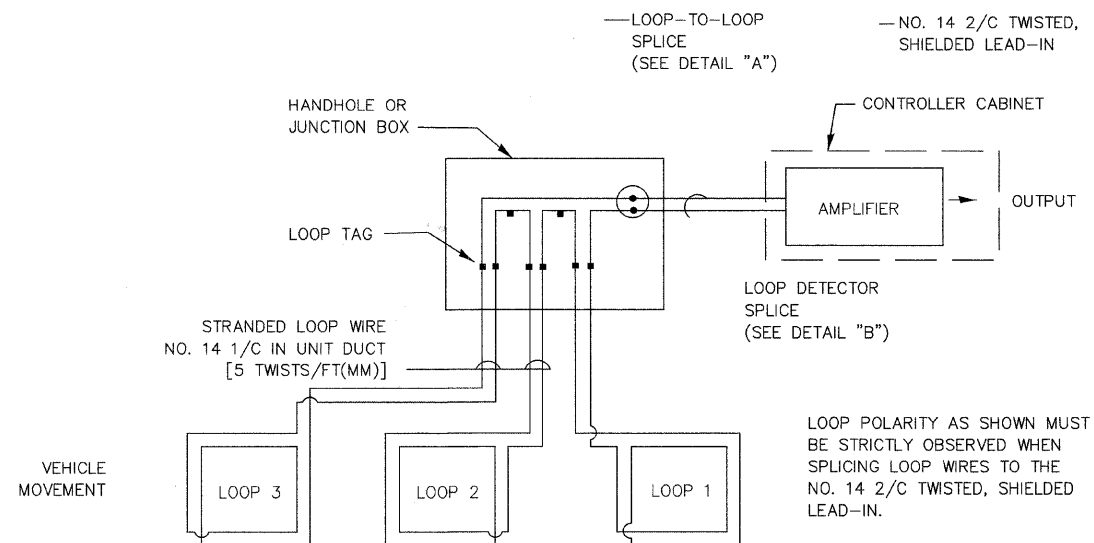 LOOP-TO-LOOP
SPLICE
(SEE DETAIL "A")
NO. 14 2/C TWISTED,
SHIELDED LEAD-IN
HANDHOLE OR
JUNCTION BOX
CONTROLLER CABINET
AMPLIFIER
OUTPUT
LOOP TAG
LOOP DETECTOR
SPLICE
(SEE DETAIL "B")
STRANDED LOOP WIRE
NO. 14 1/C IN UNIT DUCT
[5 TWISTS/FT(MM)]
LOOP POLARITY AS SHOWN MUST
BE STRICTLY OBSERVED WHEN
SPLICING LOOP WIRES TO THE
NO. 14 2/C TWISTED, SHIELDED
LEAD-IN.
VEHICLE
MOVEMENT
LOOP 3
LOOP 2
LOOP 1